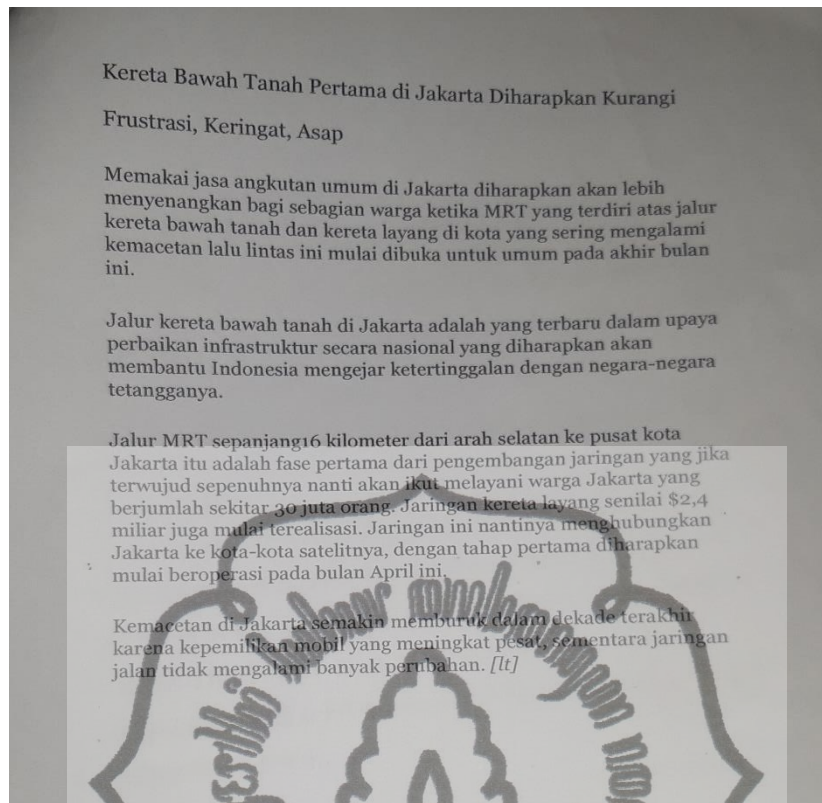 Kereta Bawah Tanah Pertama di Jakarta Diharapkan Kurangi
Frustrasi, Keringat, Asap
Memakai jasa angkutan umum di Jakarta diharapkan akan lebih
menyenangkan bagi sebagian warga ketika MRT yang terdiri atas jalur
kereta bawah tanah dan kereta layang di kota yang sering mengalami
kemacetan lalu lintas ini mulai dibuka untuk umum pada akhir bulan
ini.
Jalur kereta bawah tanah di Jakarta adalah yang terbaru dalam upaya
perbaikan infrastruktur secara nasional yang diharapkan akan
membantu Indonesia mengejar ketertinggalan dengan negara-negara
tetangganya.
Jalur MRT sepanjang16 kilometer dari arah selatan ke pusat kota
Jakarta itu adalah fase pertama dari pengembangan jaringan yang jika
terwujud sepenuhnya nanti akan ikut melayani warga Jakarta yang
berjumlah sekitar 30 juta orang. Jaringan kereta layang senilai $2,4
miliar juga mulai terealisasi. Jaringan ini nantinya menghubungkan
Jakarta ke kota-kota satelitnya, dengan tahap pertama diharapkan
mulai beroperasi pada bulan April ini.
Kemacetan di Jakarta semakin memburuk dalam dekade terakhir
karena kepemilikan mobil yang meningkat pesat, sementara jaringan
jalan tidak mengalami banyak perubahan. [lt]